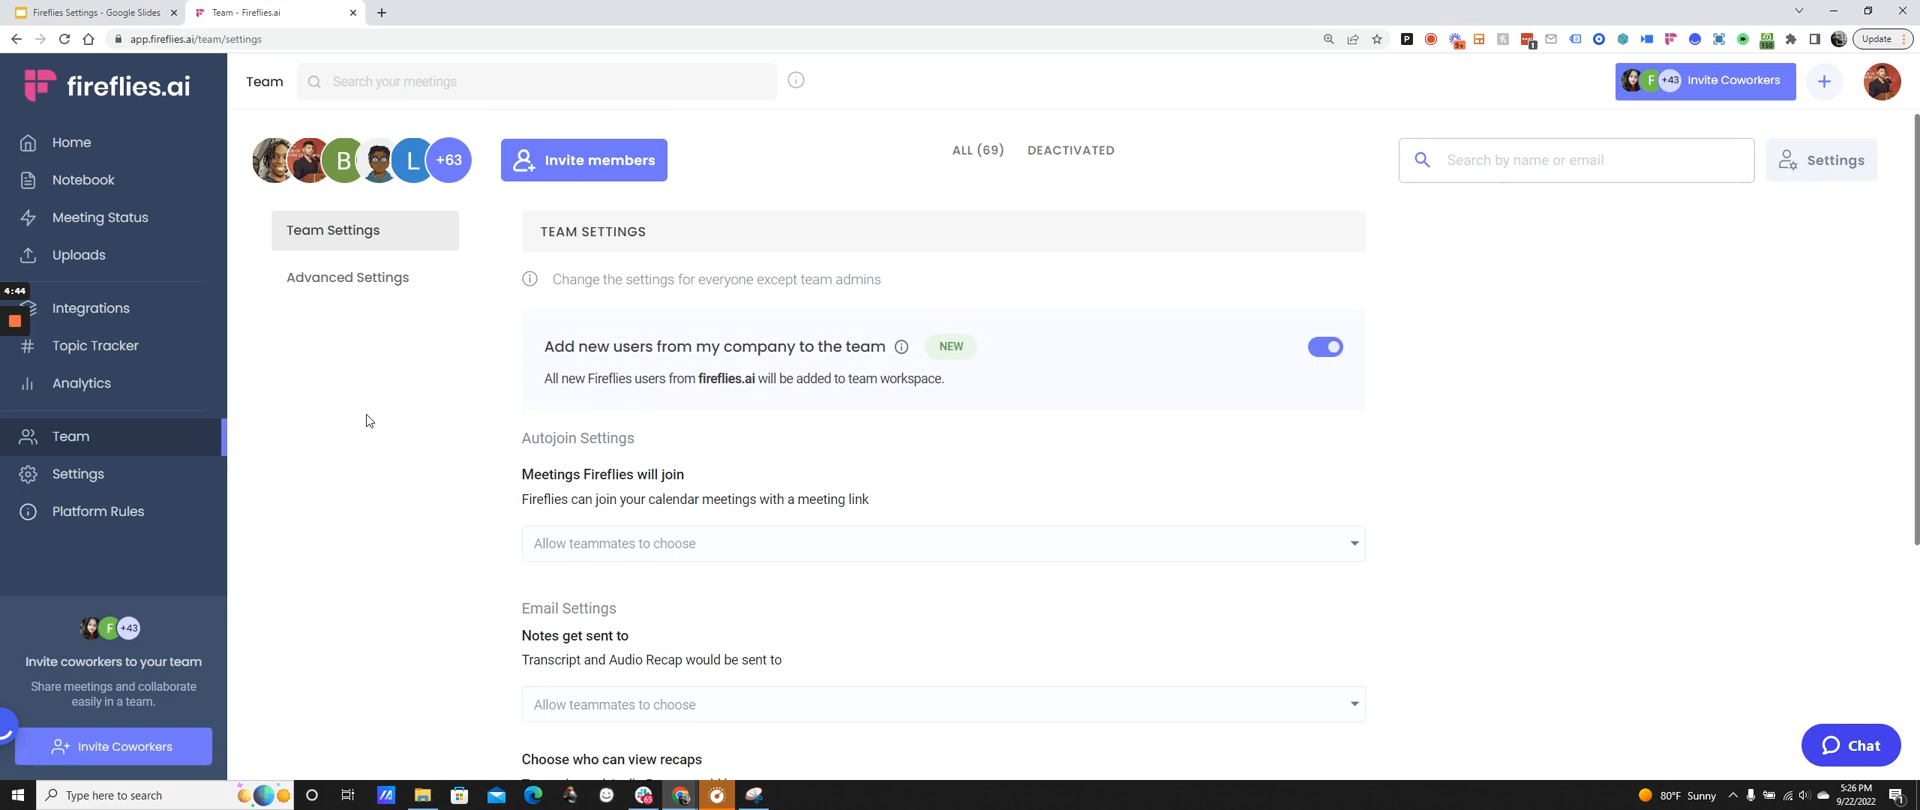 Fireflies Settings - Google Slides
Team - Fireflies.ai
app.fireflies.ai/team/settings
9+
1
150
Update
fireflies.ai
Team
Search your meetings
F
+43
Invite Coworkers
Home
Notebook
Meeting Status
Uploads
4:44
Integrations
Topic Tracker
Analytics
Team
Settings
Platform Rules
F
+43
Invite coworkers to your team
Share meetings and collaborate
easily in a team.
Invite Coworkers
B
L
+63
Invite members
ALL (69)
DEACTIVATED
Search by name or email
Settings
Team Settings
Advanced Settings
TEAM SETTINGS
Change the settings for everyone except team admins
Add new users from my company to the team
NEW
All new Fireflies users from fireflies.ai will be added to team workspace.
Autojoin Settings
Meetings Fireflies will join
Fireflies can join your calendar meetings with a meeting link
Allow teammates to choose
Email Settings
Notes get sent to
Transcript and Audio Recap would be sent to
Allow teammates to choose
Choose who can view recaps
Chat
Type here to search
80°F Sunny
5:26 PM
9/22/2022